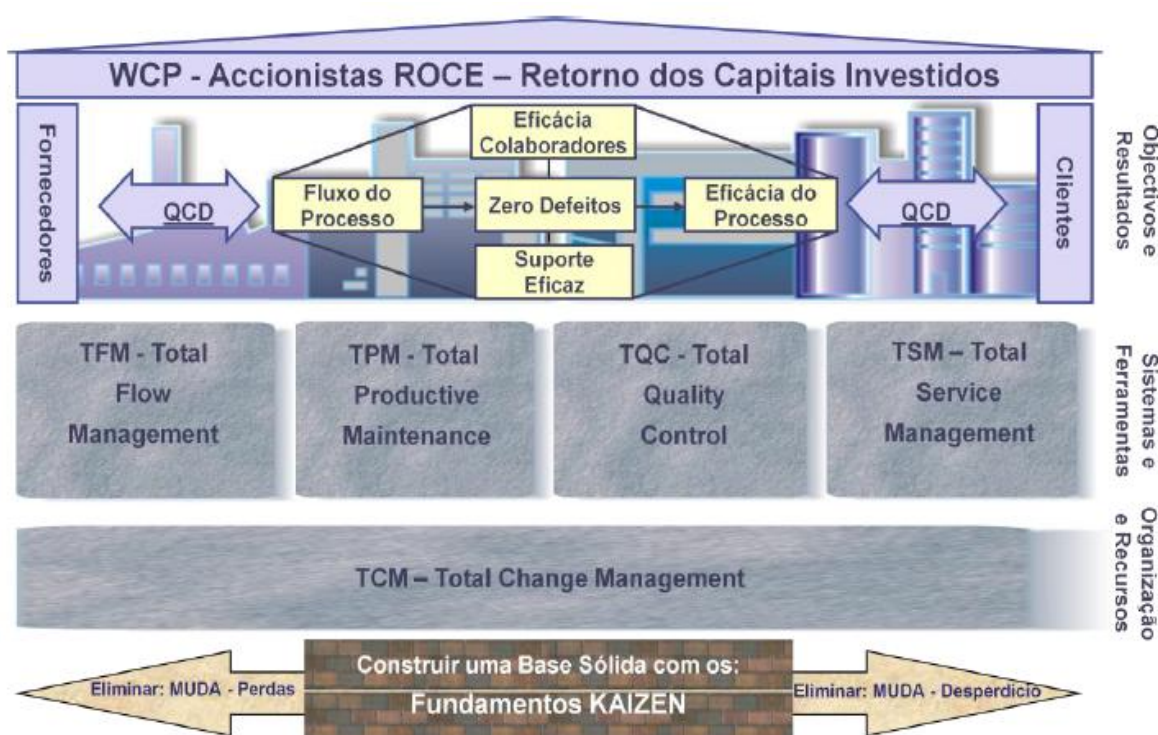 WCP - Accionistas ROCE – Retorno dos Capitais Investidos
Fornecedores
QCD
Fluxo do
Processo
Eficácia
Colaboradores
Zero Defeitos
Suporte
Eficaz
Eficácia do
Processo
QCD
Clientes
Objectivos e
Resultados
TFM - Total
Flow
Management
TPM - Total
Productive
Maintenance
TQC - Total
Quality
Control
TSM – Total
Service
Management
Sistemas e
Ferramentas
TCM – Total Change Management
Organização
e Recursos
Eliminar: MUDA - Perdas
Construir uma Base Sólida com os:
Fundamentos KAIZEN
Eliminar: MUDA - Desperdicio